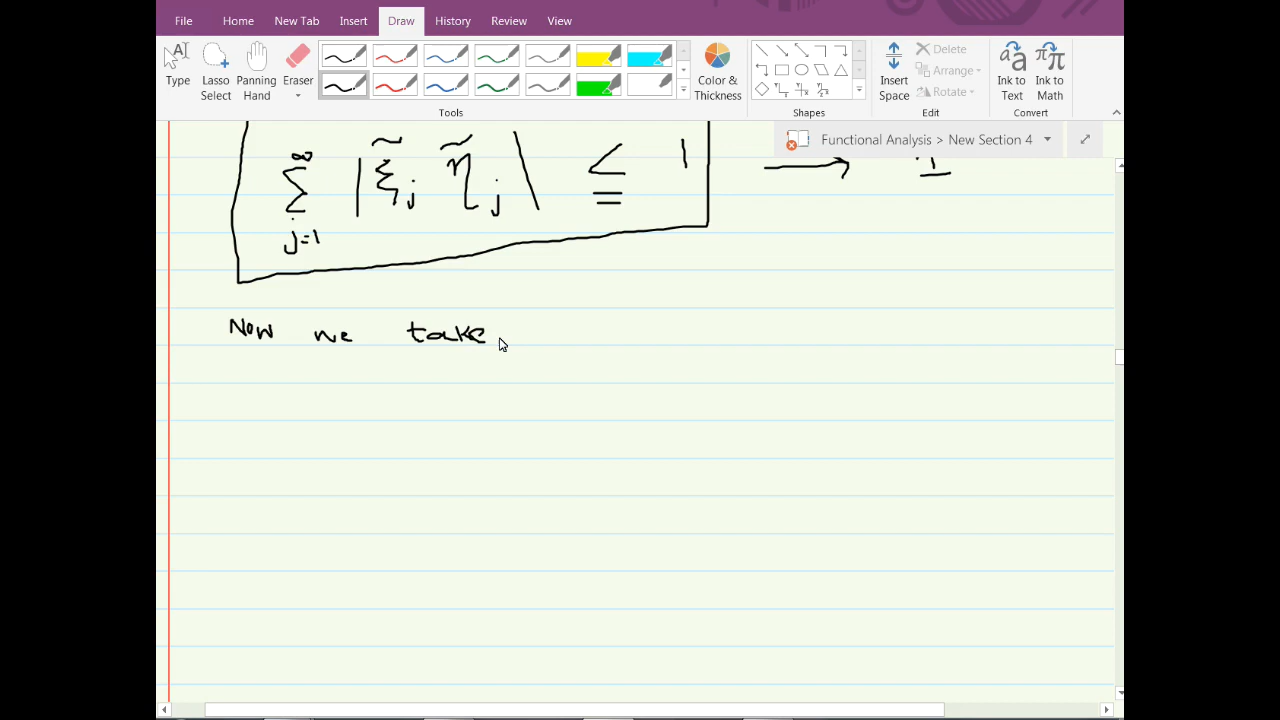 File Home New Tab Insert Draw History Review View
Type Lasso Select Panning Hand Eraser Color & Thickness Insert Space Delete Arrange Rotate Ink to Text Ink to Math
Tools Shapes Edit Convert
Functional Analysis > New Section 4
∞
∑ | ξ̃j η̃j | ≤ 1 →
j=1
Now we take